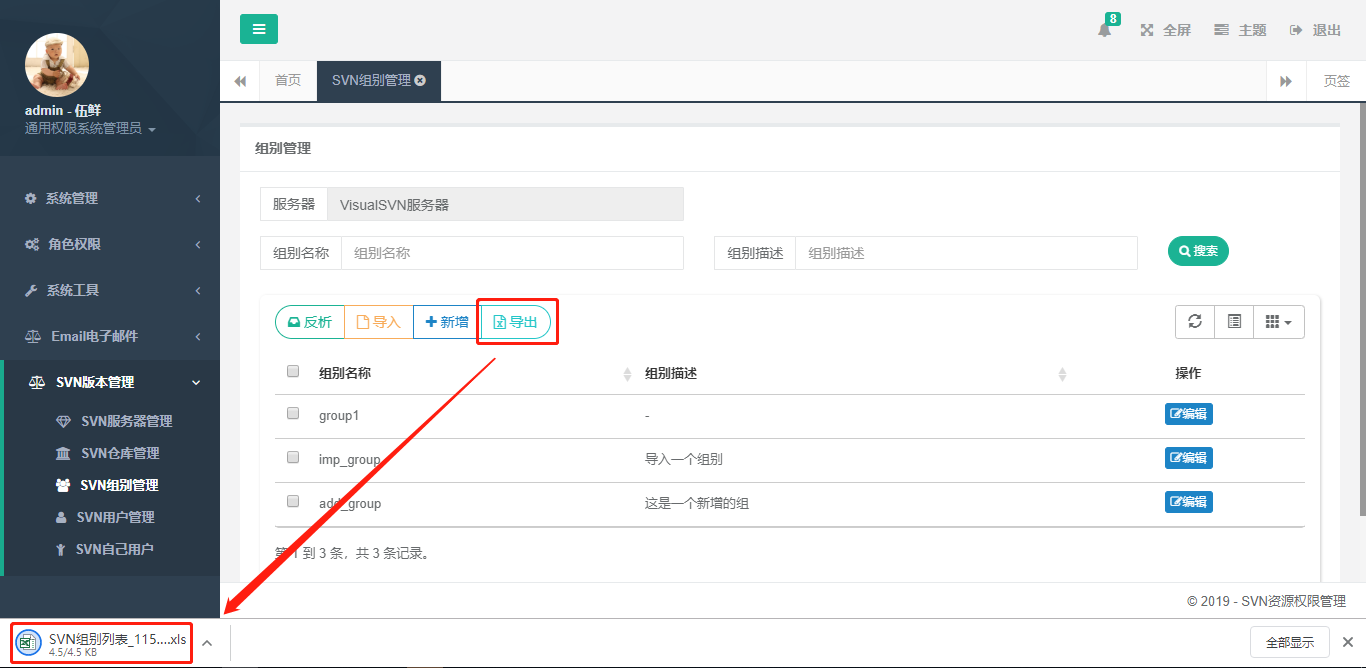 8
全屏
主题
退出
admin - 伍鲜
通用权限系统管理员
首页
SVN组别管理
页签
系统管理
角色权限
系统工具
Email电子邮件
SVN版本管理
SVN服务器管理
SVN仓库管理
SVN组别管理
SVN用户管理
SVN自己用户
组别管理
服务器 VisualSVN服务器
组别名称 组别名称 组别描述 组别描述 搜索
反析 导入 新增 导出
组别名称 组别描述 操作
group1 - 编辑
imp_group 导入一个组别 编辑
add_group 这是一个新增的组 编辑
第 1 到 3 条，共 3 条记录。
© 2019 - SVN资源权限管理
SVN组别列表_115....xls
4.5/4.5 KB
全部显示